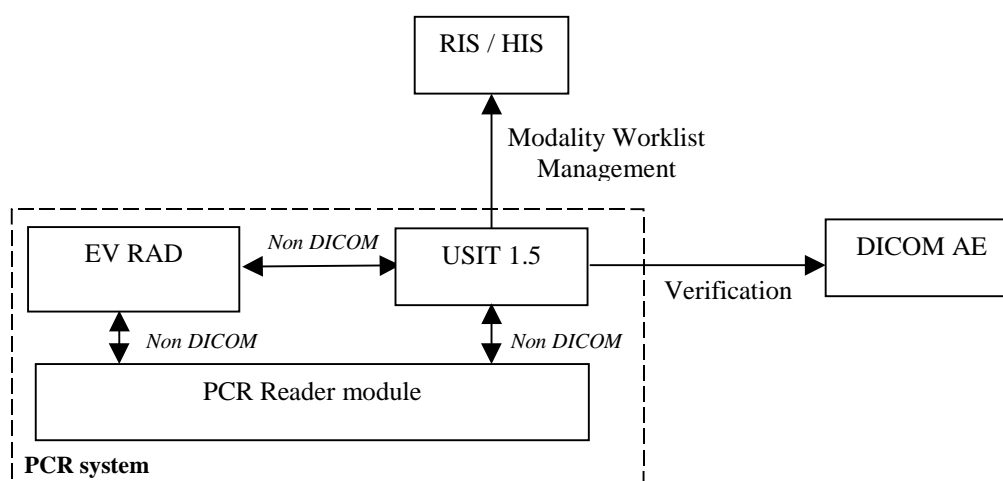 RIS / HIS
Modality Worklist
Management
EV RAD
Non DICOM
USIT 1.5
DICOM AE
Verification
Non DICOM
Non DICOM
PCR Reader module
PCR system